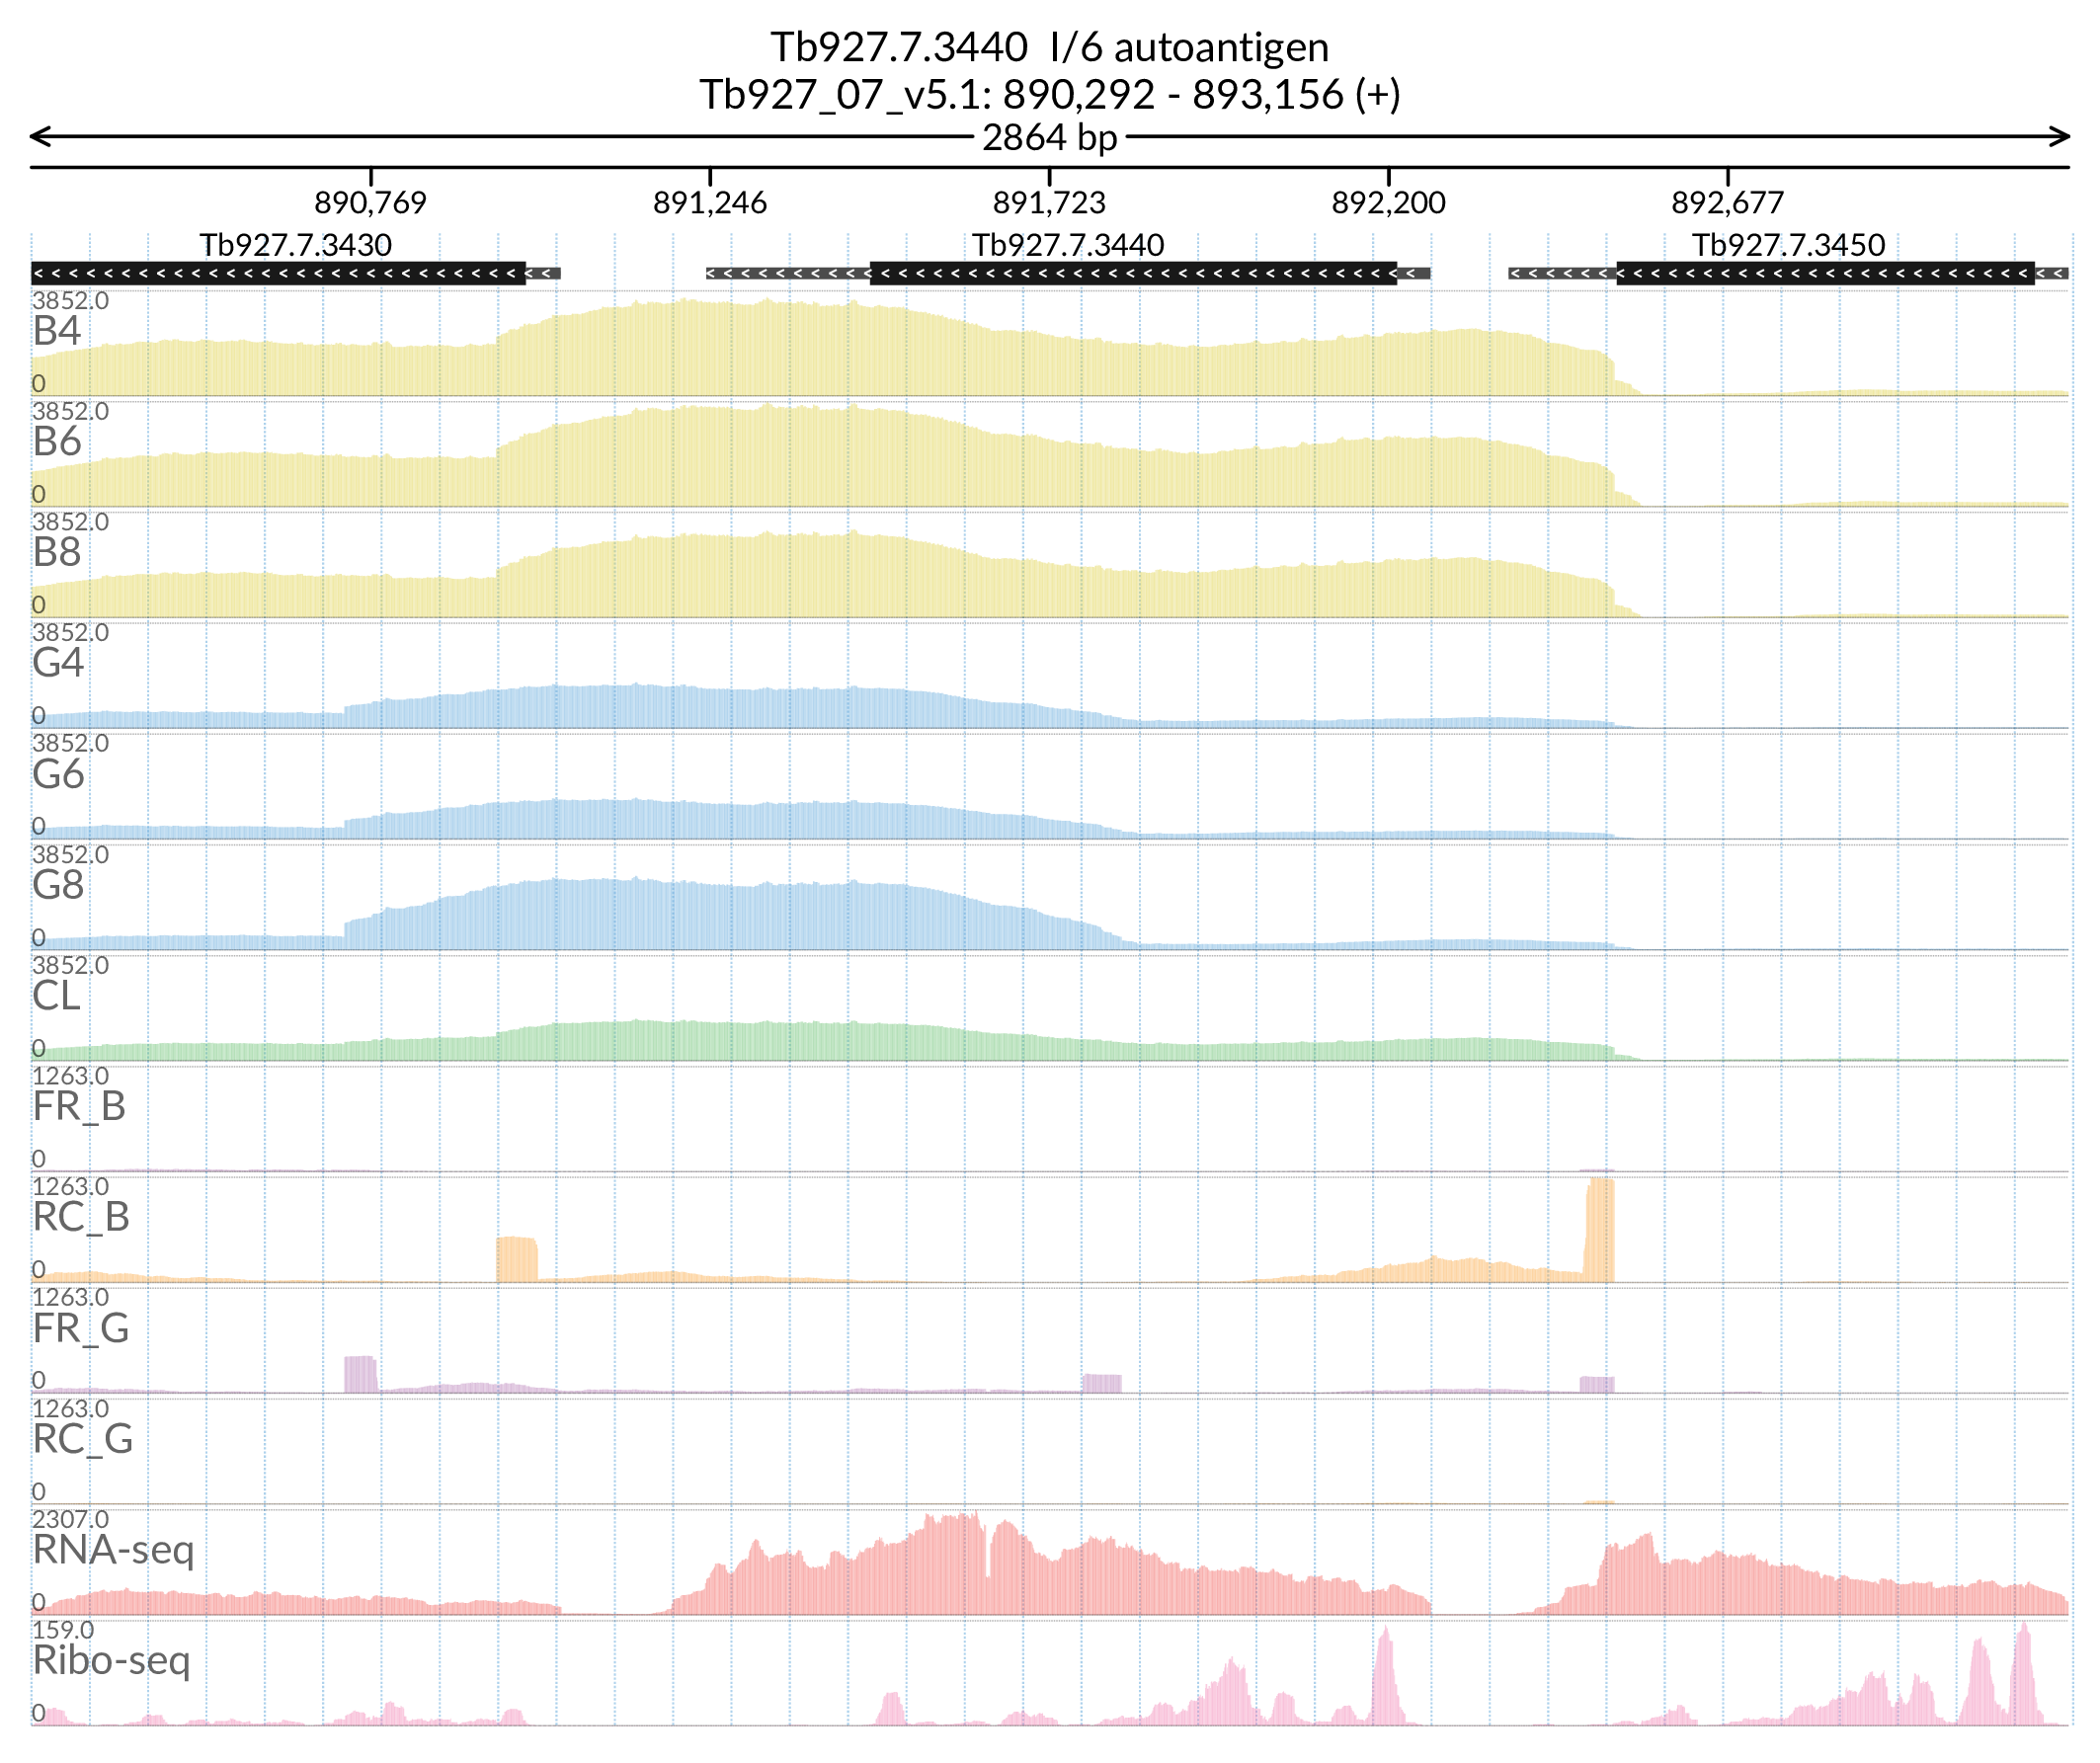 Tb927.7.3440  I/6 autoantigen
Tb927_07_v5.1: 890,292 - 893,156 (+)
2864 bp
890,769 891,246 891,723 892,200 892,677
Tb927.7.3430 Tb927.7.3440 Tb927.7.3450
3852.0
B4
0
3852.0
B6
0
3852.0
B8
0
3852.0
G4
0
3852.0
G6
0
3852.0
G8
0
3852.0
CL
0
1263.0
FR_B
0
1263.0
RC_B
0
1263.0
FR_G
0
1263.0
RC_G
0
2307.0
RNA-seq
0
159.0
Ribo-seq
0